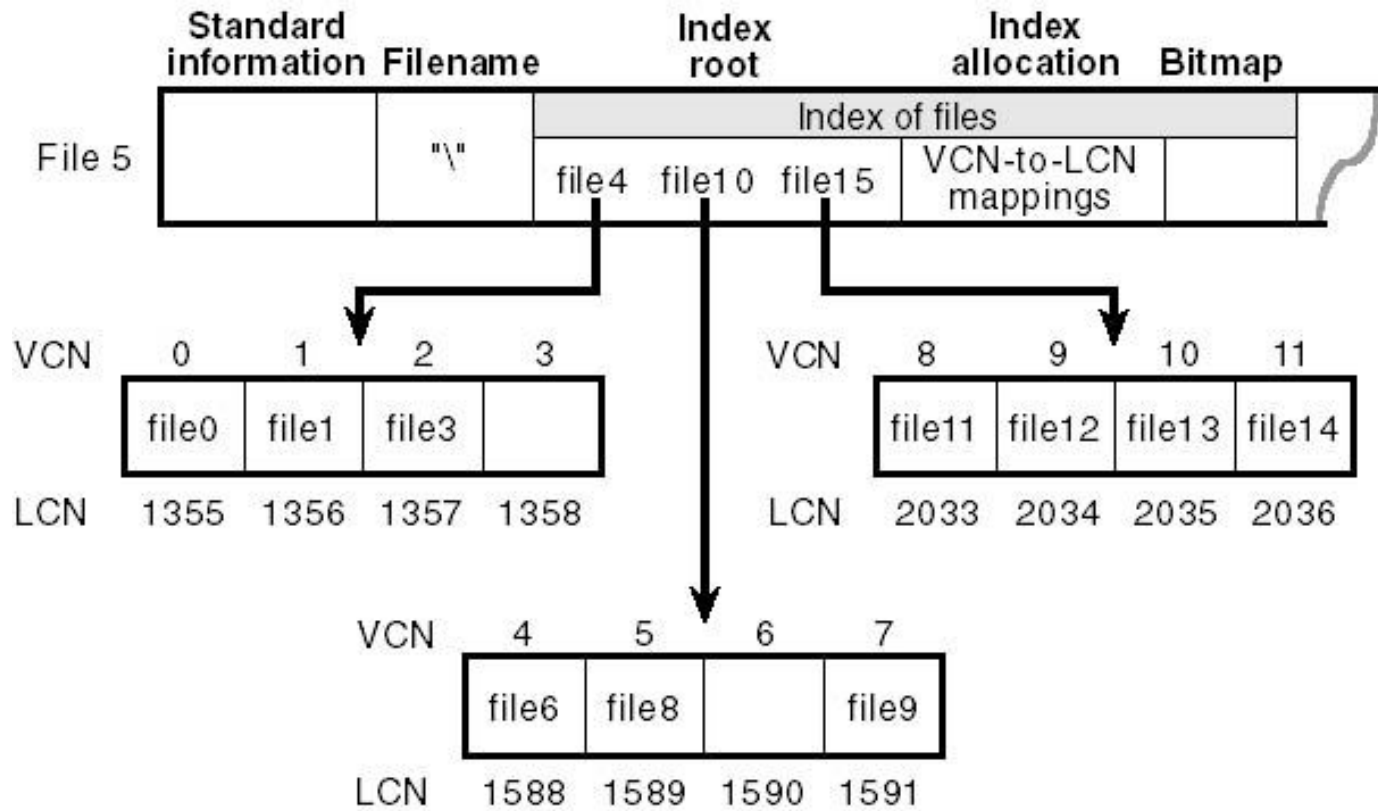 Standard information Filename Index root Index allocation Bitmap
Index of files
File 5 "\" file4 file10 file15 VCN-to-LCN mappings
VCN 0 1 2 3
file0 file1 file3
LCN 1355 1356 1357 1358
VCN 8 9 10 11
file11 file12 file13 file14
LCN 2033 2034 2035 2036
VCN 4 5 6 7
file6 file8 file9
LCN 1588 1589 1590 1591